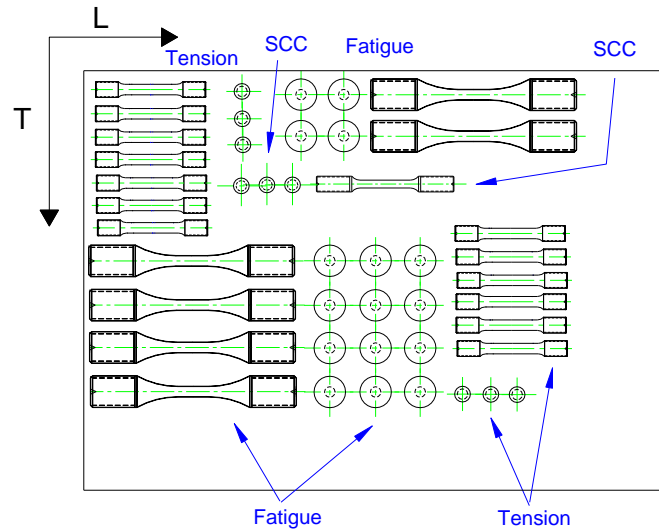 L
SCC
Fatigue
SCC
Tension
T
Fatigue
Tension